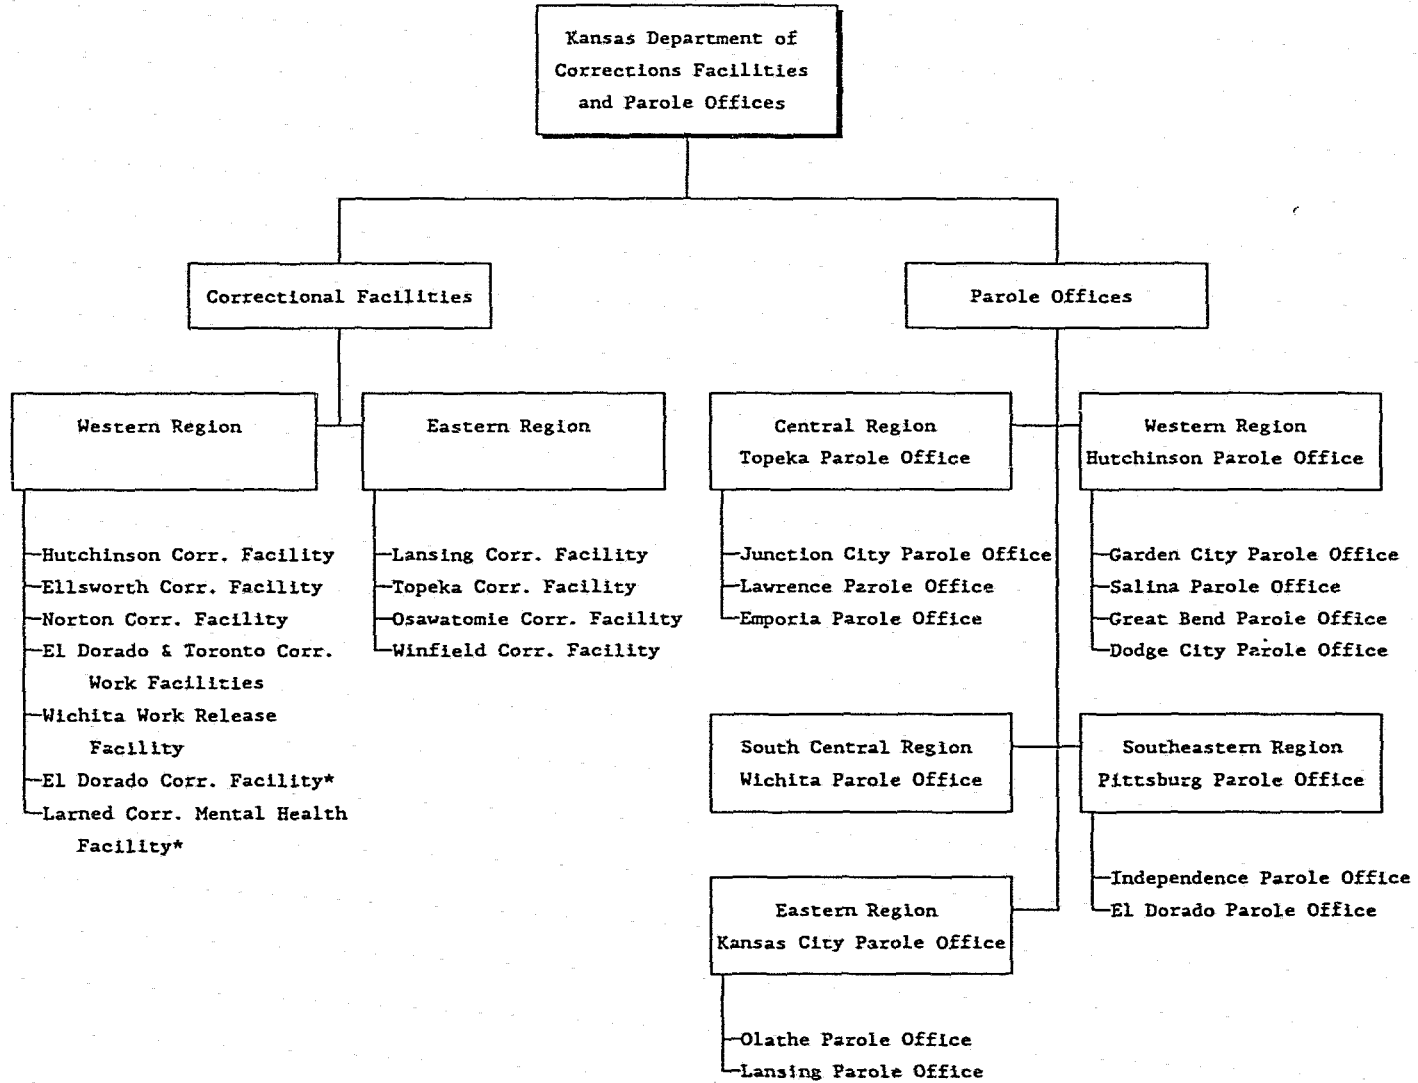 Kansas Department of
Corrections Facilities
and Parole Offices
Correctional Facilities
Parole Offices
Western Region
Eastern Region
Central Region
Topeka Parole Office
Western Region
Hutchinson Parole Office
Hutchinson Corr. Facility
Ellsworth Corr. Facility
Norton Corr. Facility
El Dorado & Toronto Corr.
Work Facilities
Wichita Work Release
Facility
El Dorado Corr. Facility*
Larned Corr. Mental Health
Facility*
Lansing Corr. Facility
Topeka Corr. Facility
Osawatomie Corr. Facility
Winfield Corr. Facility
Junction City Parole Office
Lawrence Parole Office
Emporia Parole Office
Garden City Parole Office
Salina Parole Office
Great Bend Parole Office
Dodge City Parole Office
South Central Region
Wichita Parole Office
Southeastern Region
Pittsburg Parole Office
Independence Parole Office
El Dorado Parole Office
Eastern Region
Kansas City Parole Office
Olathe Parole Office
Lansing Parole Office